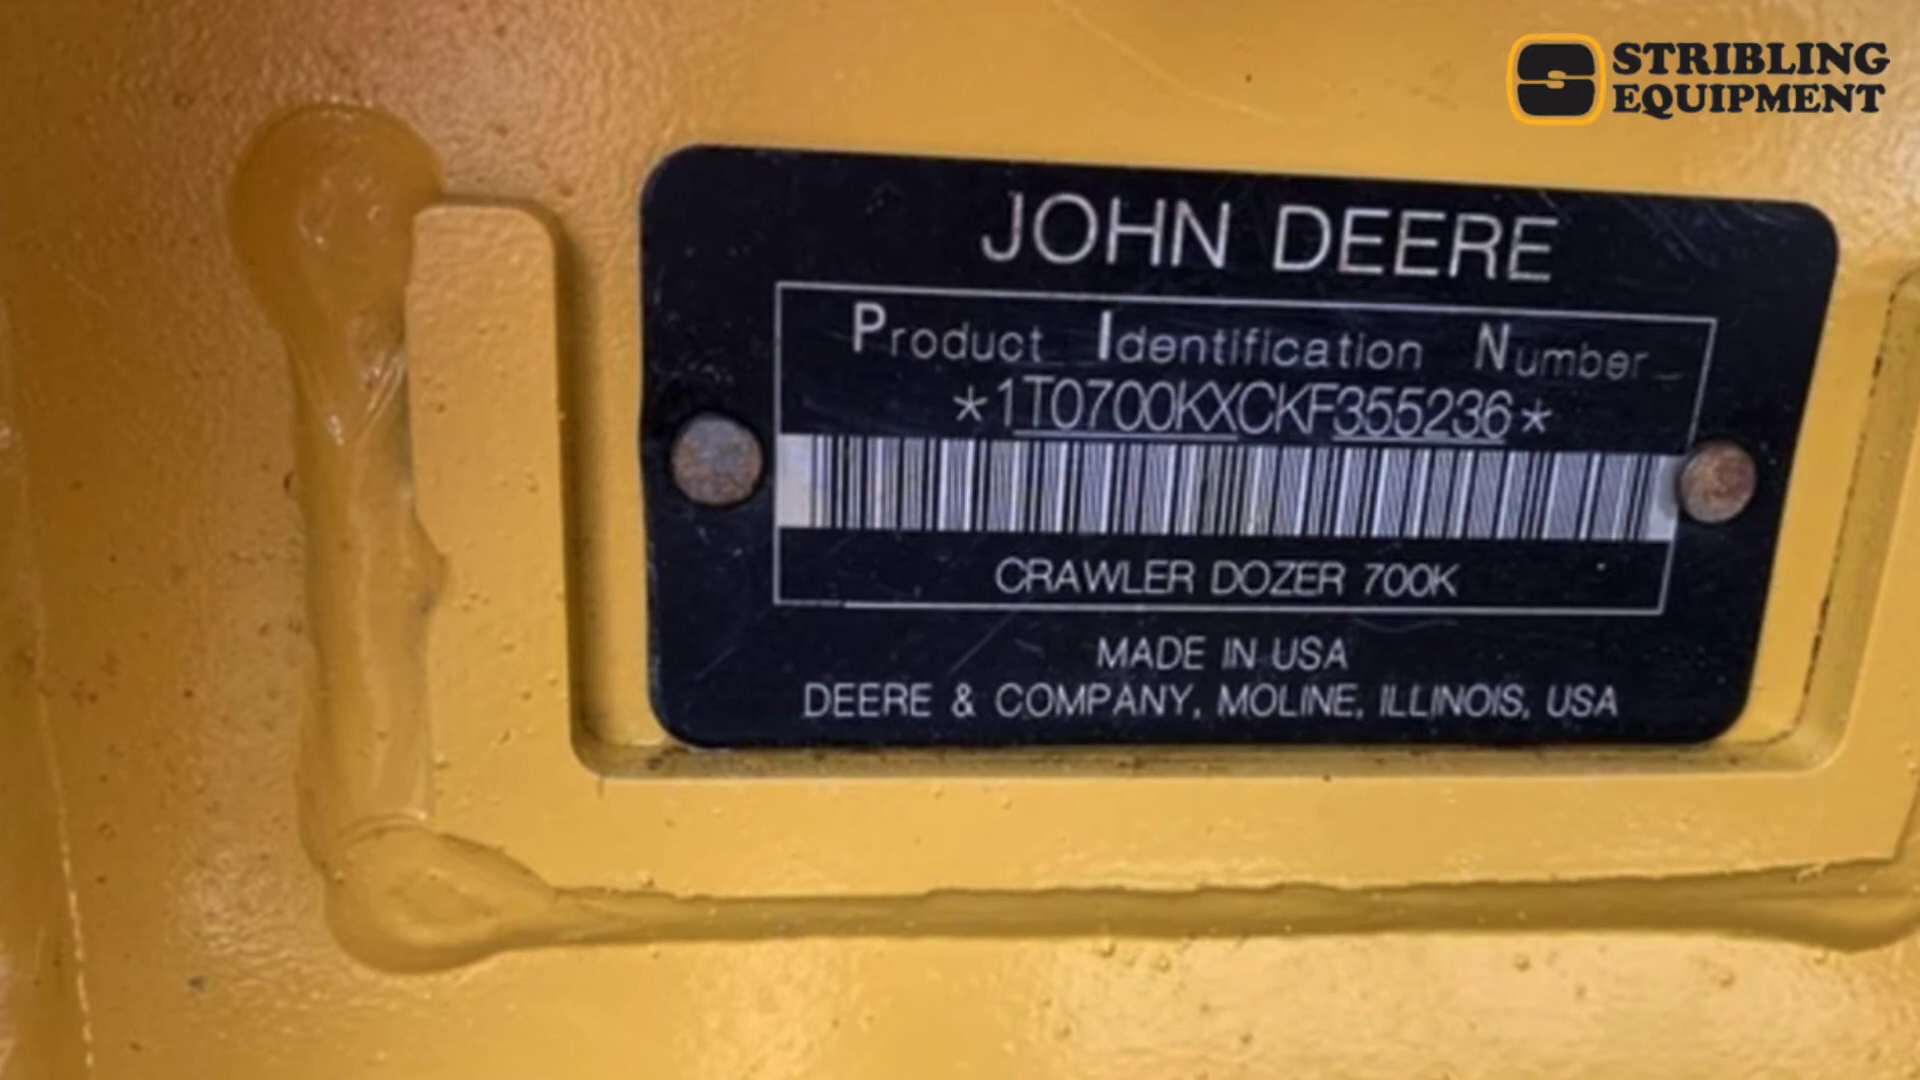 STRIBLING
EQUIPMENT
JOHN DEERE
Product Identification Number
*1T0700KXCKF355236*
CRAWLER DOZER 700K
MADE IN USA
DEERE & COMPANY, MOLINE, ILLINOIS, USA